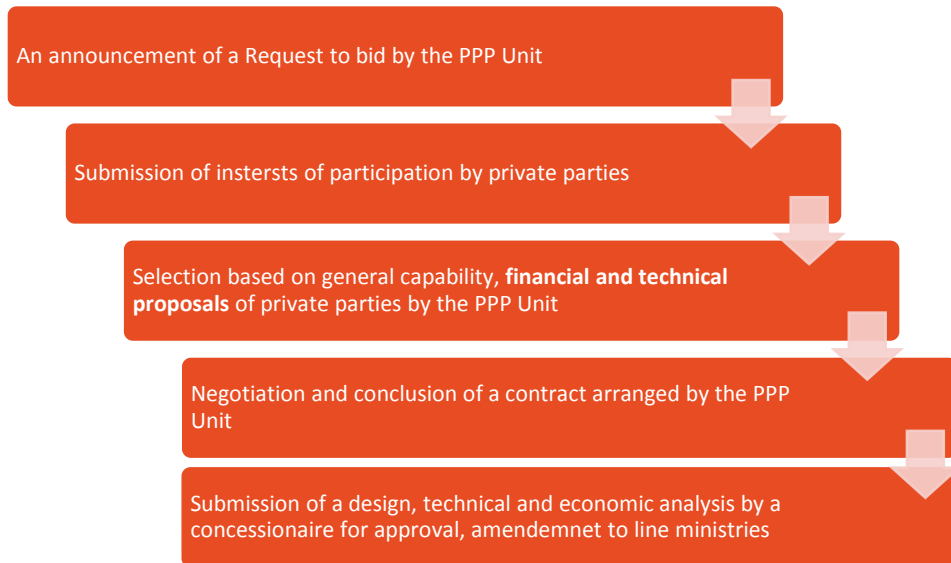 An announcement of a Request to bid by the PPP Unit
Submission of instersts of participation by private parties
Selection based on general capability, financial and technical
proposals of private parties by the PPP Unit
Negotiation and conclusion of a contract arranged by the PPP
Unit
Submission of a design, technical and economic analysis by a
concessionaire for approval, amendemnet to line ministries